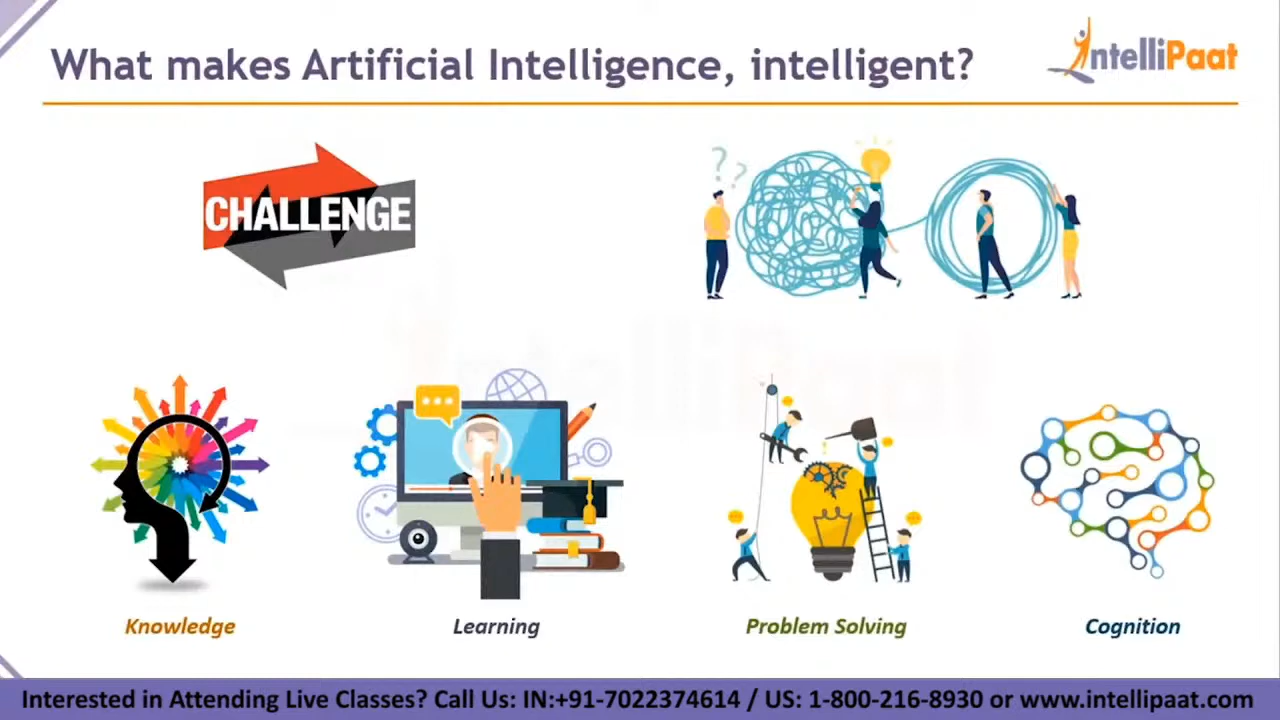 What makes Artificial Intelligence, intelligent?
IntelliPaat
CHALLENGE
IntelliPaat
Knowledge
Learning
Problem Solving
Cognition
Interested in Attending Live Classes? Call Us: IN:+91-7022374614 / US: 1-800-216-8930 or www.intellipaat.com